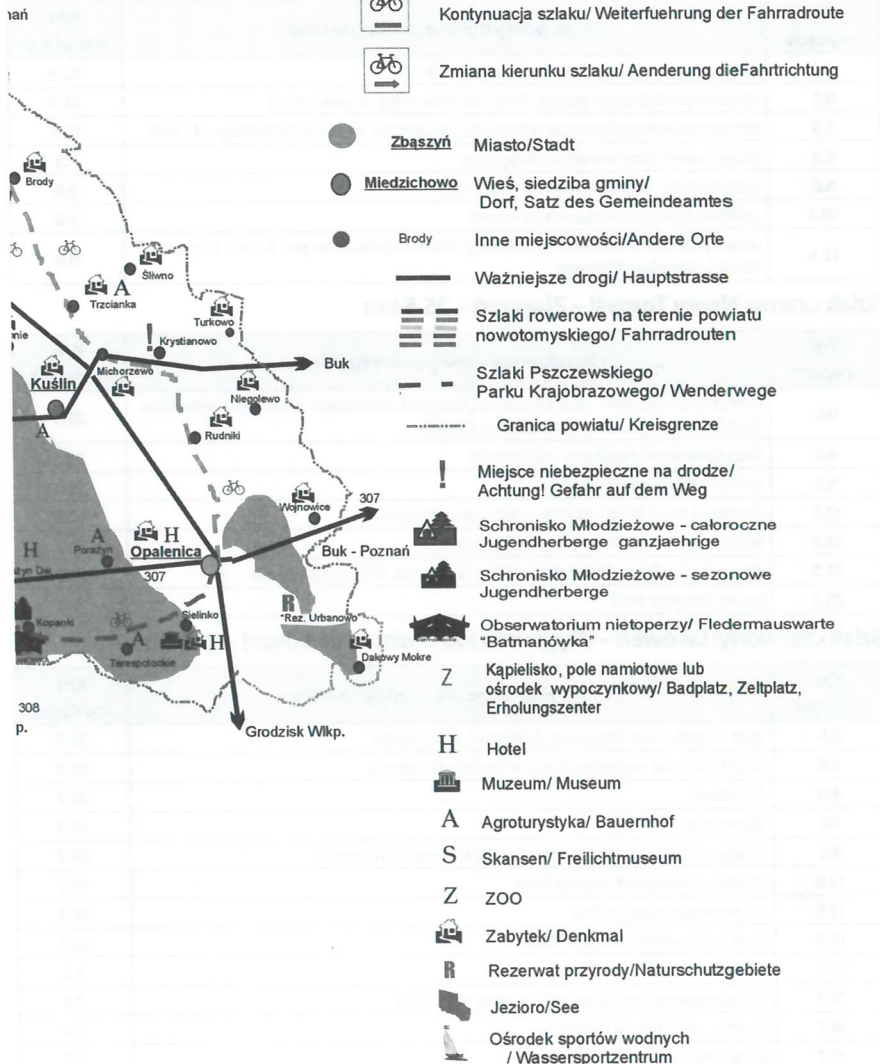 nań
Kontynuacja szlaku/ Weiterfuehrung der Fahrradroute
Zmiana kierunku szlaku/ Aenderung dieFahrtrichtung
Zbąszyń
Miasto/Stadt
Miedzichowo
Wieś, siedziba gminy/
Dorf, Satz des Gemeindeamtes
Brody
Inne miejscowości/Andere Orte
Ważniejsze drogi/ Hauptstrasse
Szlaki rowerowe na terenie powiatu
nowotomyskiego/ Fahrradrouten
Szlaki Pszczewskiego
Parku Krajobrazowego/ Wenderwege
Granica powiatu/ Kreisgrenze
!
Miejsce niebezpieczne na drodze/
Achtung! Gefahr auf dem Weg
Schronisko Młodzieżowe - całoroczne
Jugendherberge ganzjaehrige
Schronisko Młodzieżowe - sezonowe
Jugendherberge
Obserwatorium nietoperzy/ Fledermauswarte
"Batmanówka"
Z
Kąpielisko, pole namiotowe lub
ośrodek wypoczynkowy/ Badplatz, Zeltplatz,
Erholungszenter
H
Hotel
Muzeum/ Museum
A
Agroturystyka/ Bauernhof
S
Skansen/ Freilichtmuseum
Z
ZOO
Zabytek/ Denkmal
R
Rezerwat przyrody/Naturschutzgebiete
Jezioro/See
Ośrodek sportów wodnych
/ Wassersportzentrum
Brody
Śliwno
A
Trzcianka
Turkowo
!
Krystianowo
Michorzewo
Buk
Kuślin
A
Niegolewo
Rudniki
Wojnowice
307
Buk - Poznań
A
H
Porażyn
Opalenica
H
307
R
"Rez. Urbanowo"
Kopanki
Sielinko
A
H
Terespotockie
Dakowy Mokre
308
p.
Grodzisk Wlkp.